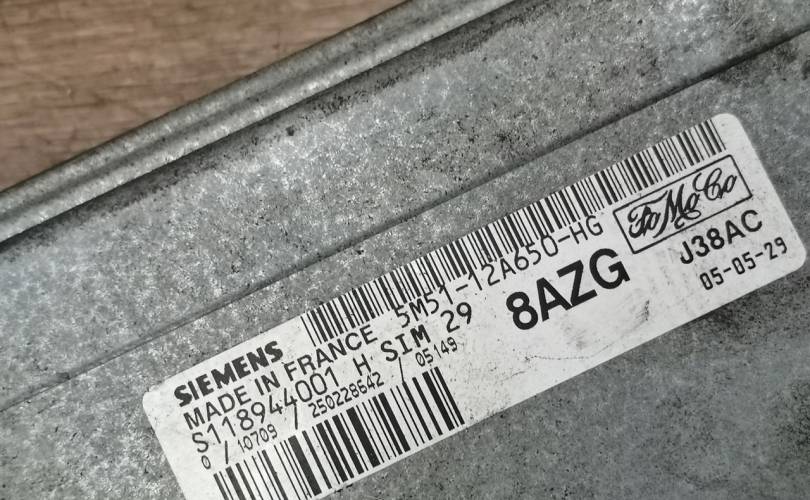 SIEMENS
MADE IN FRANCE 5M51-12A650-HG
S118944001 H SIM 29
0 / 10709 / 250228642 / 05149
8AZG
FoMoCo
J38AC
05-05-29